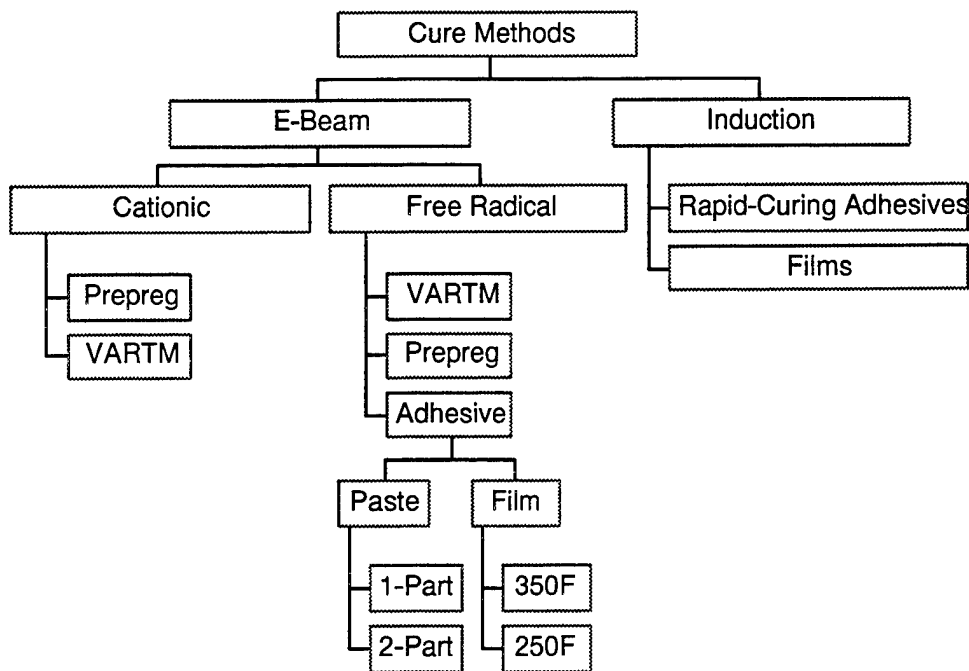 Cure Methods
E-Beam
Induction
Cationic
Free Radical
Rapid-Curing Adhesives
Films
Prepreg
VARTM
VARTM
Prepreg
Adhesive
Paste
Film
1-Part
2-Part
350F
250F